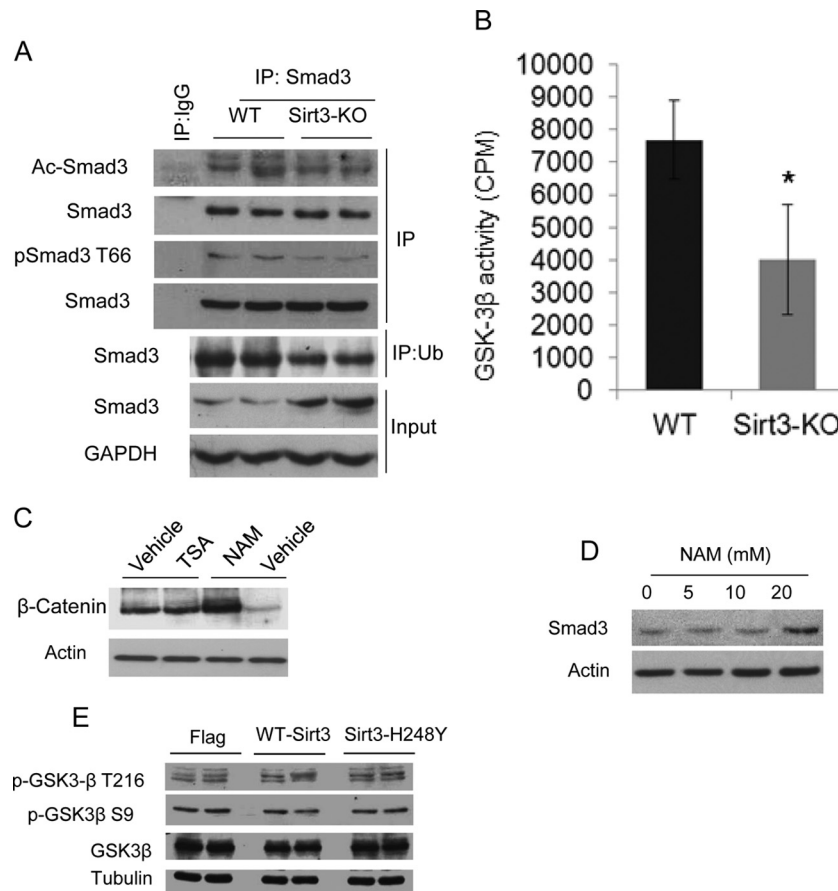 A
IP:IgG
IP: Smad3
WT Sirt3-KO
Ac-Smad3
Smad3
pSmad3 T66
Smad3
IP
Smad3
IP:Ub
Smad3
GAPDH
Input
B
GSK-3β activity (CPM)
10000
9000
8000
7000
6000
5000
4000
3000
2000
1000
0
*
WT Sirt3-KO
C
Vehicle TSA NAM Vehicle
β-Catenin
Actin
D
NAM (mM)
0 5 10 20
Smad3
Actin
E
Flag WT-Sirt3 Sirt3-H248Y
p-GSK3-β T216
p-GSK3β S9
GSK3β
Tubulin